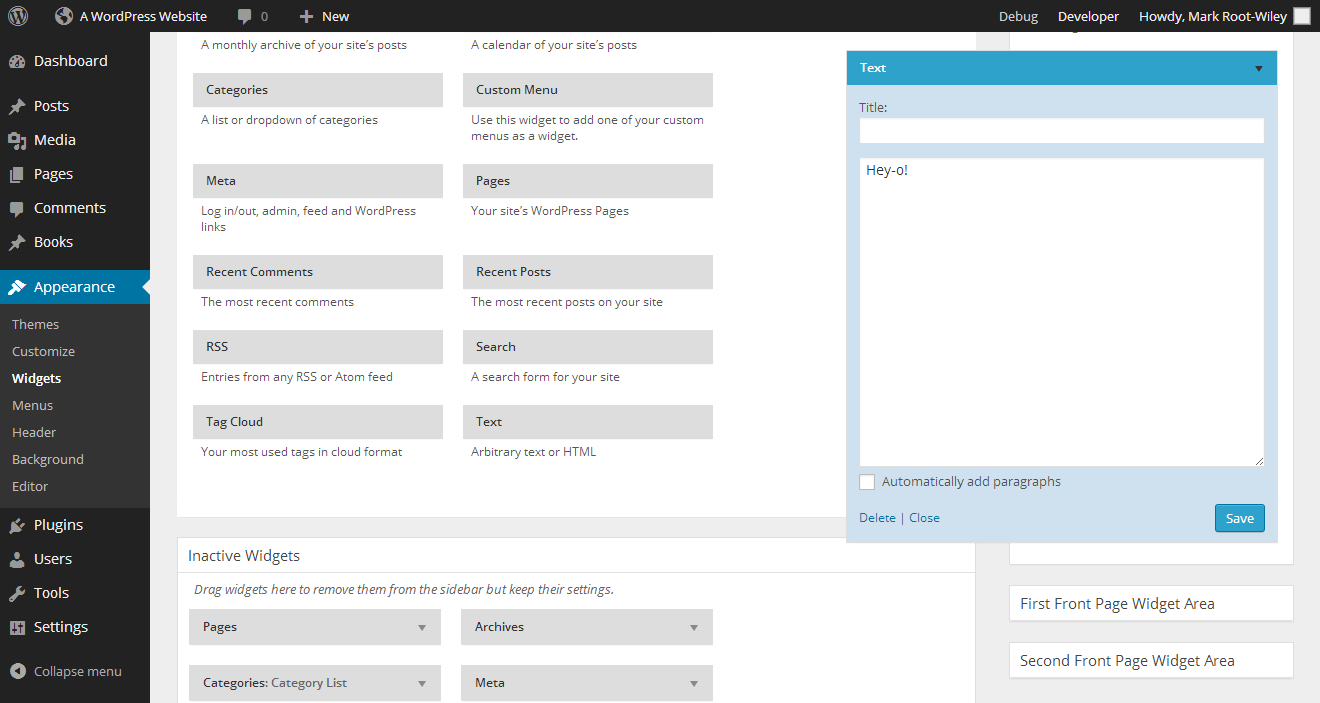 A WordPress Website
0
New
Debug
Developer
Howdy, Mark Root-Wiley
Dashboard
Posts
Media
Pages
Comments
Books
Appearance
Themes
Customize
Widgets
Menus
Header
Background
Editor
Plugins
Users
Tools
Settings
Collapse menu
A monthly archive of your site’s posts
A calendar of your site’s posts
Categories
A list or dropdown of categories
Custom Menu
Use this widget to add one of your custom
menus as a widget.
Meta
Log in/out, admin, feed and WordPress
links
Pages
Your site’s WordPress Pages
Recent Comments
The most recent comments
Recent Posts
The most recent posts on your site
RSS
Entries from any RSS or Atom feed
Search
A search form for your site
Tag Cloud
Your most used tags in cloud format
Text
Arbitrary text or HTML
Inactive Widgets
Drag widgets here to remove them from the sidebar but keep their settings.
Pages
Archives
Categories: Category List
Meta
Text
Title:
Hey-o!
Automatically add paragraphs
Delete | Close
Save
First Front Page Widget Area
Second Front Page Widget Area